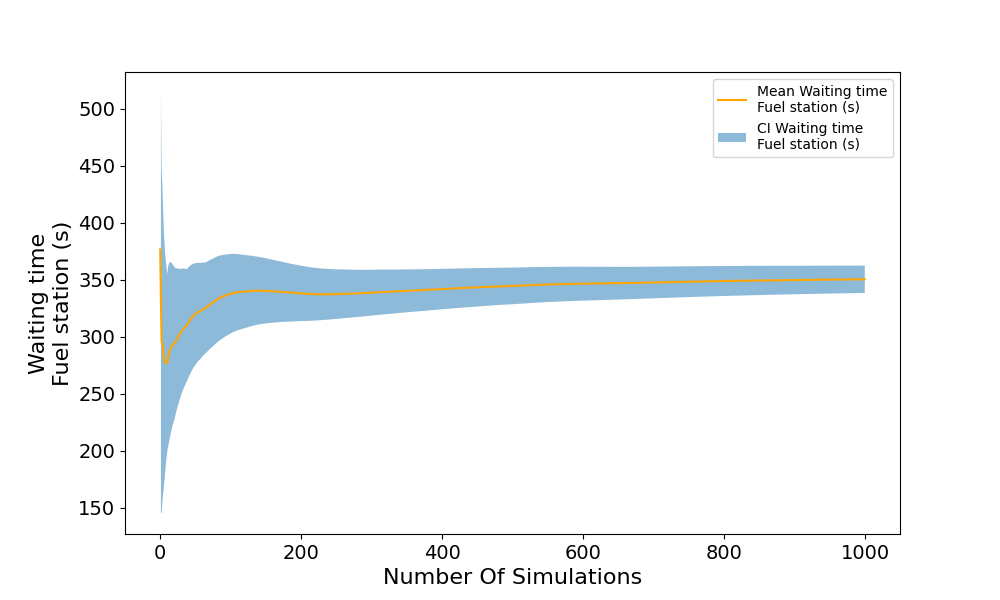 Mean Waiting time
Fuel station (s)
CI Waiting time
Fuel station (s)
Waiting time
Fuel station (s)
500
450
400
350
300
250
200
150
0 200 400 600 800 1000
Number Of Simulations